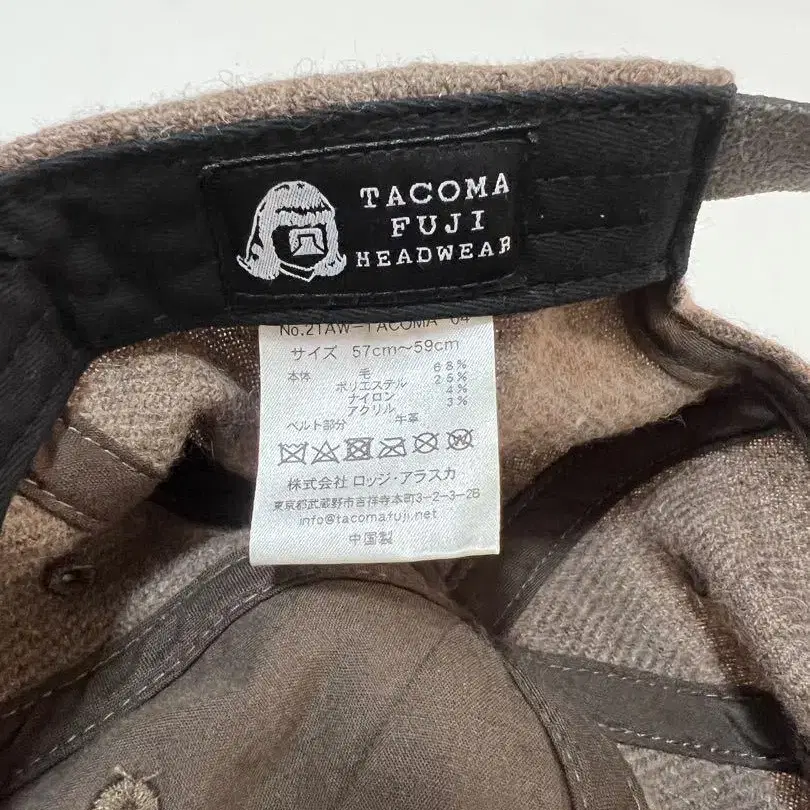 TACOMA
FUJI
HEADWEAR
No.21AW-TACOMA-04
サイズ 57cm～59cm
本体 毛 68%
ポリエステル 25%
ナイロン 4%
アクリル 3%
ベルト部分 牛革
株式会社 ロッジ・アラスカ
東京都武蔵野市吉祥寺本町3-2-3-2B
info@tacomafuji.net
中国製